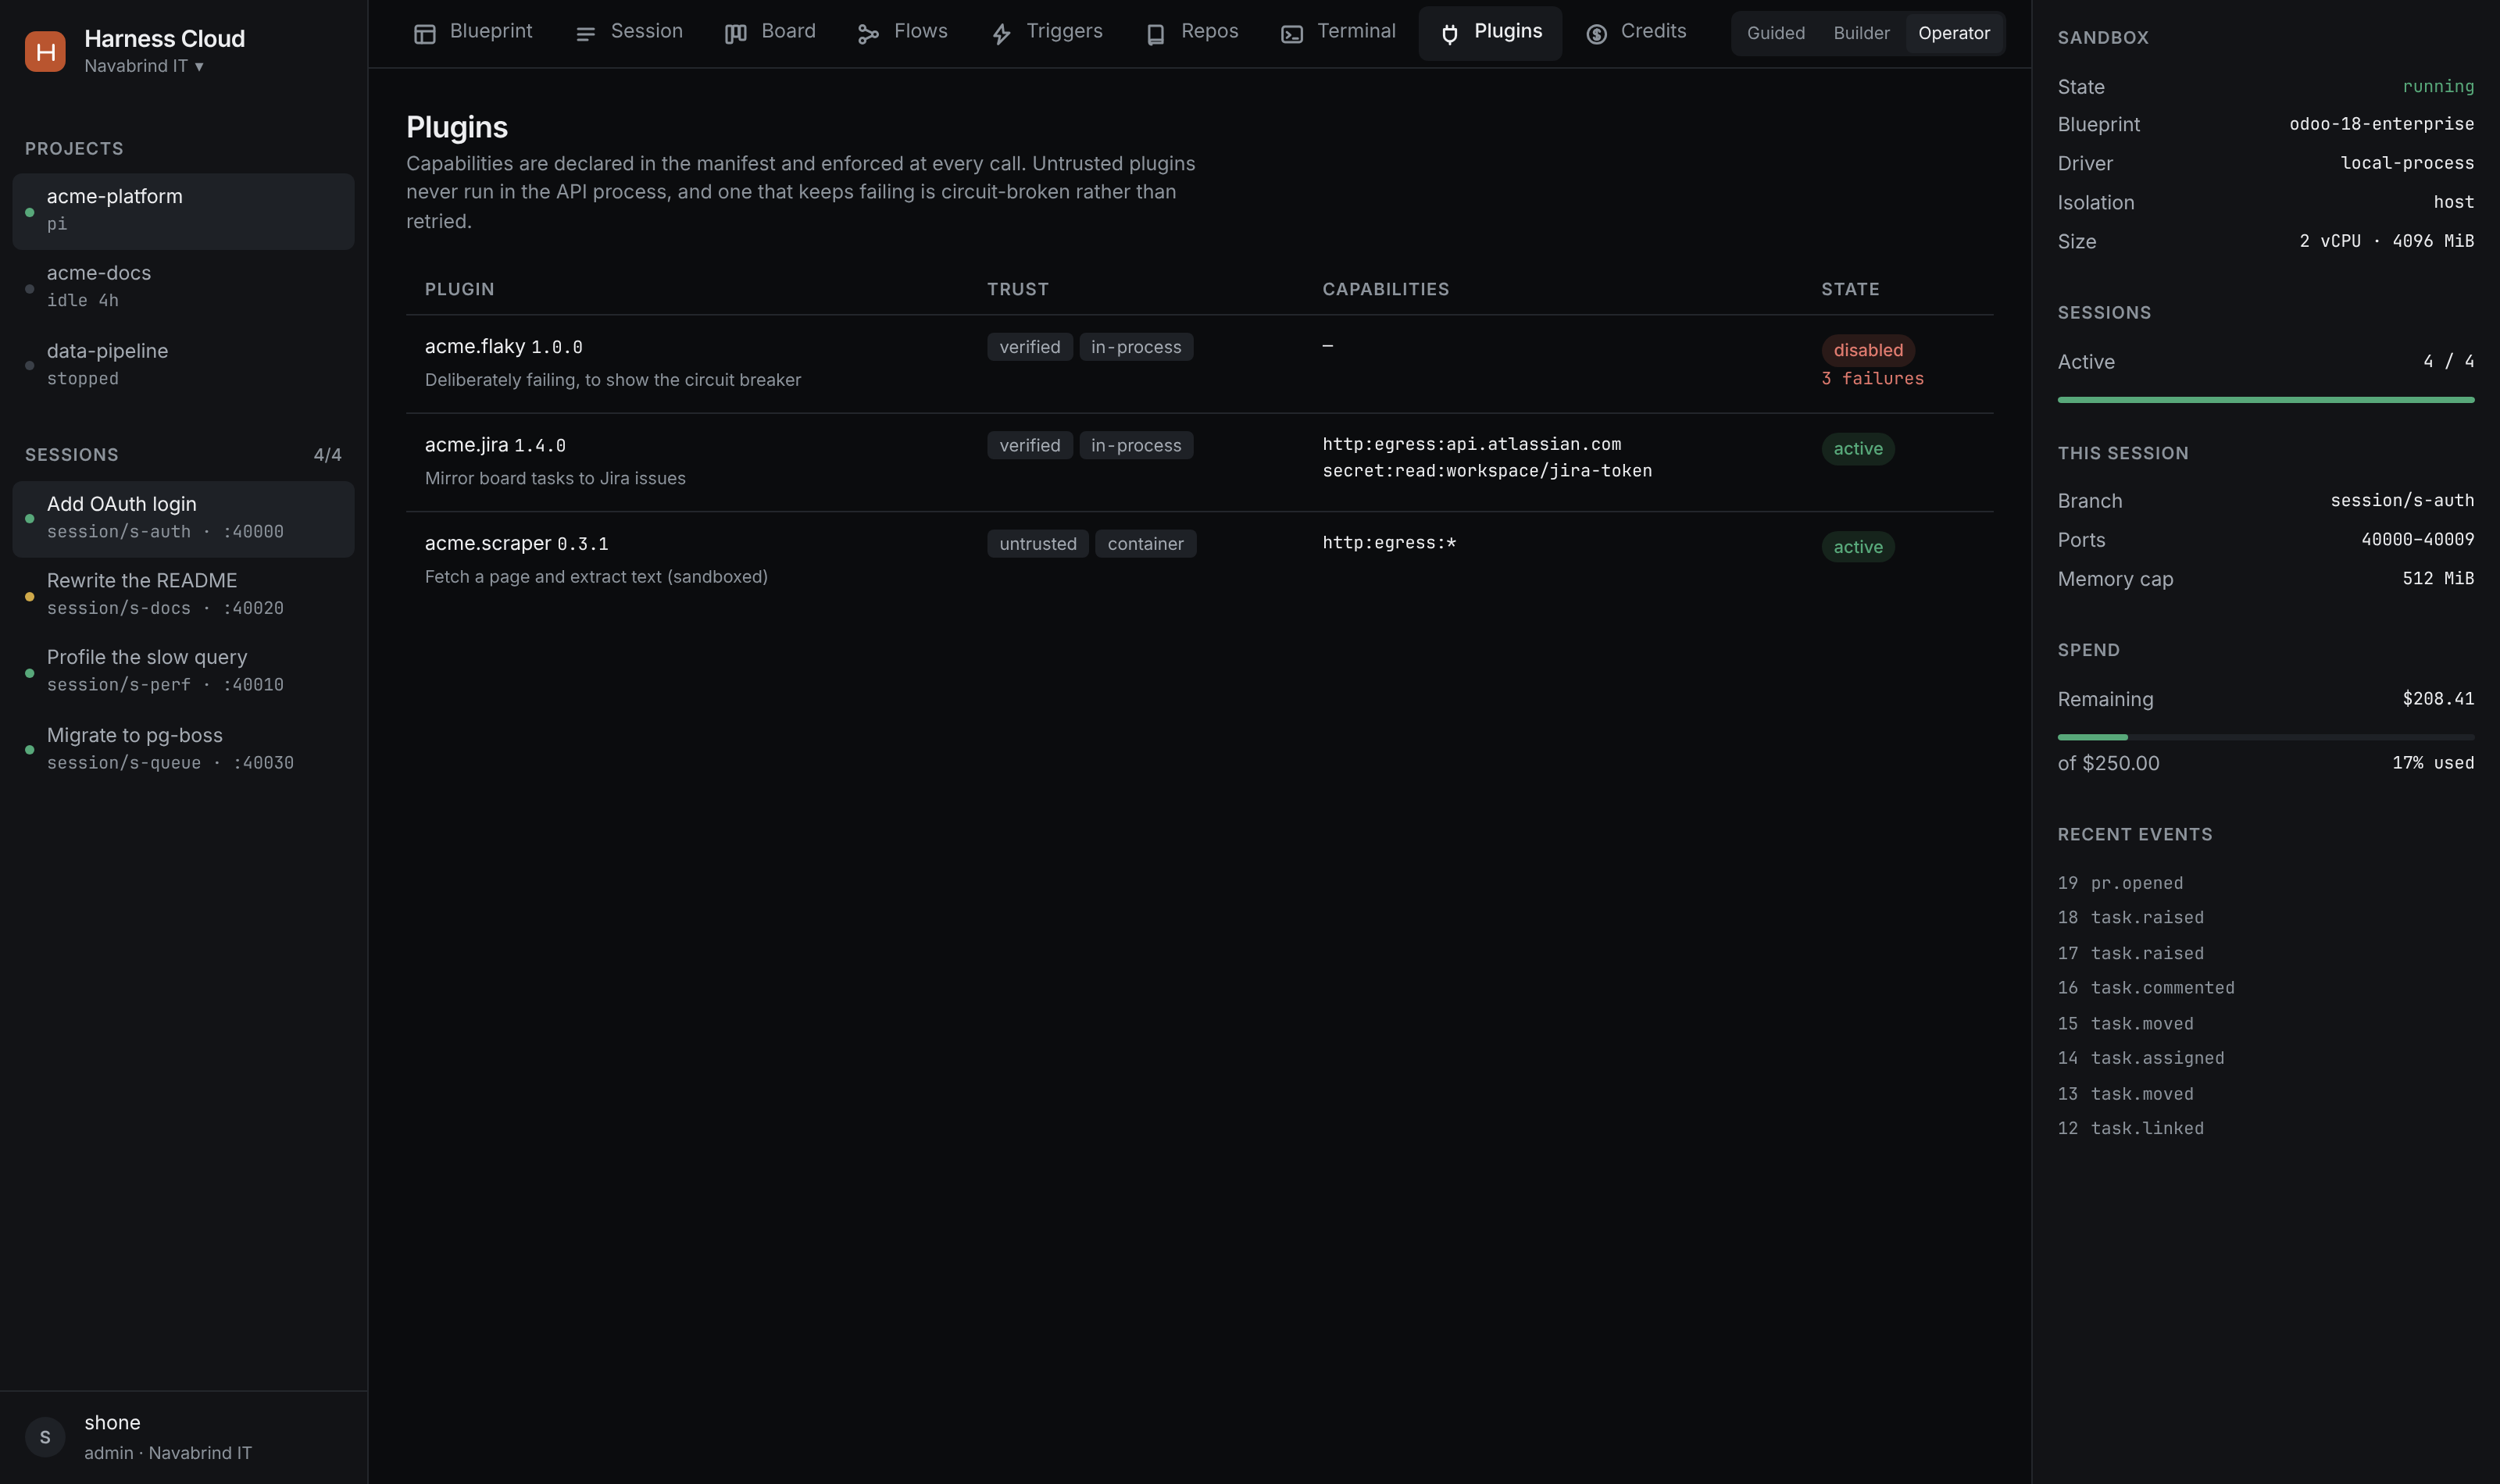 Harness Cloud
Navabrind IT ▾
PROJECTS
acme-platform
pi
acme-docs
idle 4h
data-pipeline
stopped
SESSIONS 4/4
Add OAuth login
session/s-auth · :40000
Rewrite the README
session/s-docs · :40020
Profile the slow query
session/s-perf · :40010
Migrate to pg-boss
session/s-queue · :40030
S
shone
admin · Navabrind IT
Blueprint Session Board Flows Triggers Repos Terminal Plugins Credits Guided Builder Operator
Plugins
Capabilities are declared in the manifest and enforced at every call. Untrusted plugins
never run in the API process, and one that keeps failing is circuit-broken rather than
retried.
PLUGIN TRUST CAPABILITIES STATE
acme.flaky 1.0.0 verified in-process — disabled
Deliberately failing, to show the circuit breaker 3 failures
acme.jira 1.4.0 verified in-process http:egress:api.atlassian.com active
secret:read:workspace/jira-token
Mirror board tasks to Jira issues
acme.scraper 0.3.1 untrusted container http:egress:* active
Fetch a page and extract text (sandboxed)
SANDBOX
State running
Blueprint odoo-18-enterprise
Driver local-process
Isolation host
Size 2 vCPU · 4096 MiB
SESSIONS
Active 4 / 4
THIS SESSION
Branch session/s-auth
Ports 40000–40009
Memory cap 512 MiB
SPEND
Remaining $208.41
of $250.00 17% used
RECENT EVENTS
19 pr.opened
18 task.raised
17 task.raised
16 task.commented
15 task.moved
14 task.assigned
13 task.moved
12 task.linked